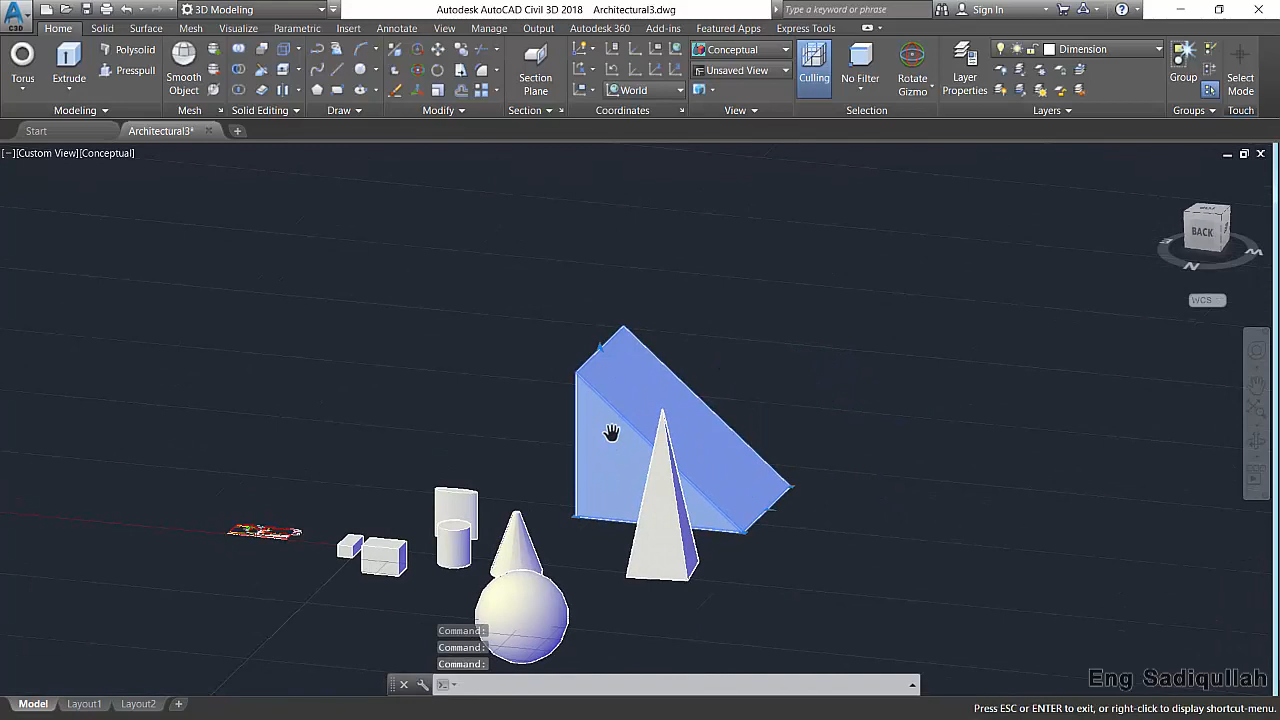 3D Modeling
Autodesk AutoCAD Civil 3D 2018 Architectural3.dwg
Type a keyword or phrase
Sign In
C3D
Home Solid Surface Mesh Visualize Parametric Insert Annotate View Manage Output Architectural 360 Add-ins Autodesk 360 Featured Apps Express Tools
Torus
Extrude
Polysolid
Presspull
Smooth Object
Section Plane
World
Conceptual
Unsaved View
Culling
No Filter
Rotate Gizmo
Layer Properties
Dimension
Group
Select Mode
Modeling
Mesh
Solid Editing
Draw
Modify
Section
Coordinates
View
Selection
Layers
Groups
Touch
Start
Architectural3*
[−][Custom View][Conceptual]
BACK
N
WCS
Command:
Command:
Command:
Eng Sadiqullah
Model Layout1 Layout2
Press ESC or ENTER to exit, or right-click to display shortcut-menu.